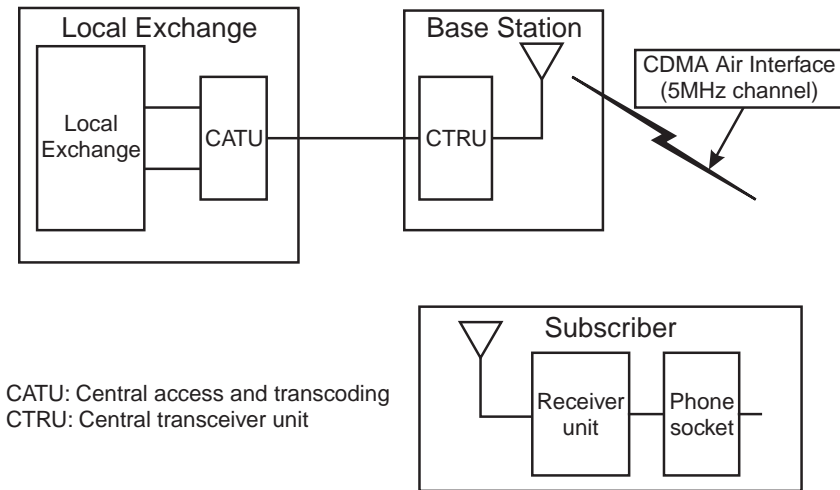 Local Exchange
Base Station
CDMA Air Interface
(5MHz channel)
Local
Exchange
CATU
CTRU
Subscriber
CATU: Central access and transcoding
CTRU: Central transceiver unit
Receiver
unit
Phone
socket